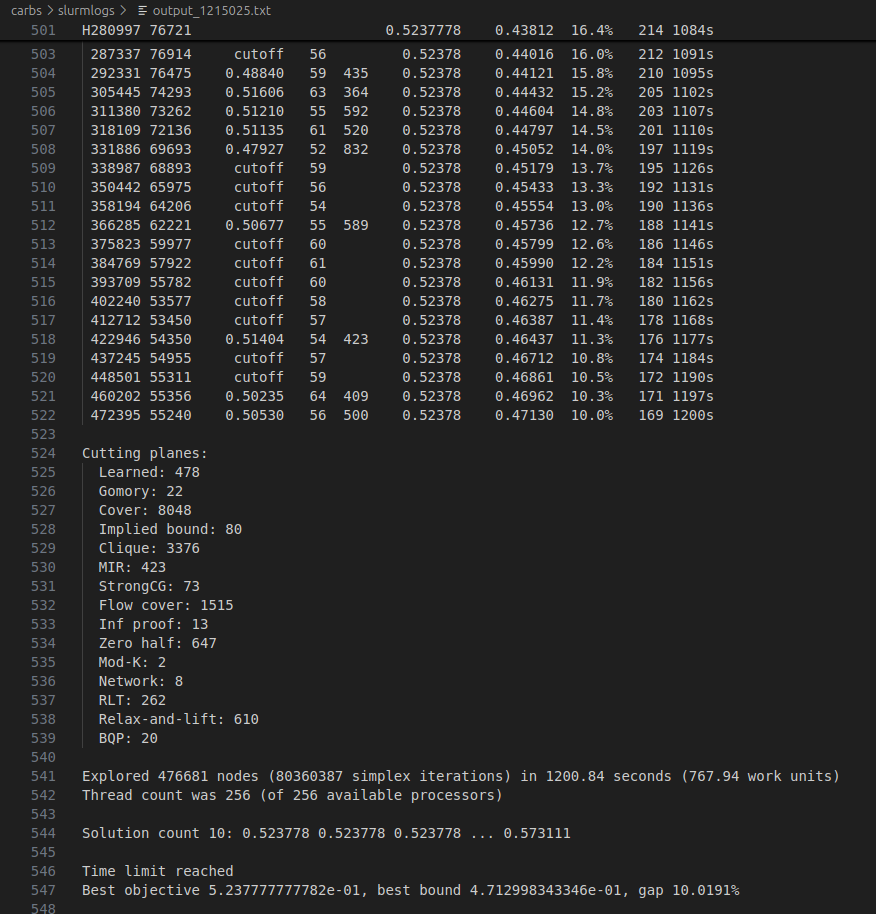 carbs > slurmlogs > output_1215025.txt
501 H280997 76721 0.5237778 0.43812 16.4% 214 1084s
503 287337 76914 cutoff 56 0.52378 0.44016 16.0% 212 1091s
504 292331 76475 0.48840 59 435 0.52378 0.44121 15.8% 210 1095s
505 305445 74293 0.51606 63 364 0.52378 0.44432 15.2% 205 1102s
506 311380 73262 0.51210 55 592 0.52378 0.44604 14.8% 203 1107s
507 318109 72136 0.51135 61 520 0.52378 0.44797 14.5% 201 1110s
508 331886 69693 0.47927 52 832 0.52378 0.45052 14.0% 197 1119s
509 338987 68893 cutoff 59 0.52378 0.45179 13.7% 195 1126s
510 350442 65975 cutoff 56 0.52378 0.45433 13.3% 192 1131s
511 358194 64206 cutoff 54 0.52378 0.45554 13.0% 190 1136s
512 366285 62221 0.50677 55 589 0.52378 0.45736 12.7% 188 1141s
513 375823 59977 cutoff 60 0.52378 0.45799 12.6% 186 1146s
514 384769 57922 cutoff 61 0.52378 0.45990 12.2% 184 1151s
515 393709 55782 cutoff 60 0.52378 0.46131 11.9% 182 1156s
516 402240 53577 cutoff 58 0.52378 0.46275 11.7% 180 1162s
517 412712 53450 cutoff 57 0.52378 0.46387 11.4% 178 1168s
518 422946 54350 0.51404 54 423 0.52378 0.46437 11.3% 176 1177s
519 437245 54955 cutoff 57 0.52378 0.46712 10.8% 174 1184s
520 448501 55311 cutoff 59 0.52378 0.46861 10.5% 172 1190s
521 460202 55356 0.50235 64 409 0.52378 0.46962 10.3% 171 1197s
522 472395 55240 0.50530 56 500 0.52378 0.47130 10.0% 169 1200s
523
524 Cutting planes:
525 Learned: 478
526 Gomory: 22
527 Cover: 8048
528 Implied bound: 80
529 Clique: 3376
530 MIR: 423
531 StrongCG: 73
532 Flow cover: 1515
533 Inf proof: 13
534 Zero half: 647
535 Mod-K: 2
536 Network: 8
537 RLT: 262
538 Relax-and-lift: 610
539 BQP: 20
540
541 Explored 476681 nodes (80360387 simplex iterations) in 1200.84 seconds (767.94 work units)
542 Thread count was 256 (of 256 available processors)
543
544 Solution count 10: 0.523778 0.523778 0.523778 ... 0.573111
545
546 Time limit reached
547 Best objective 5.237777777782e-01, best bound 4.712998343346e-01, gap 10.0191%
548